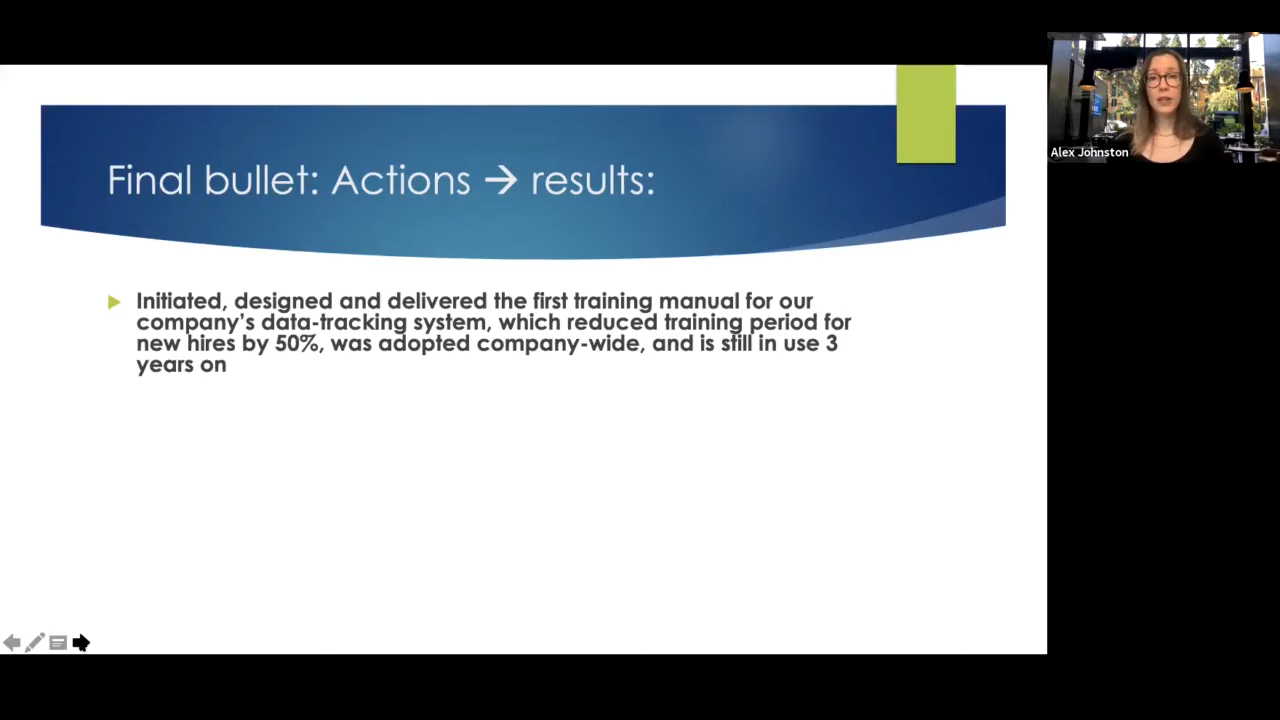 Final bullet: Actions → results:
Initiated, designed and delivered the first training manual for our
company’s data-tracking system, which reduced training period for
new hires by 50%, was adopted company-wide, and is still in use 3
years on
Alex Johnston